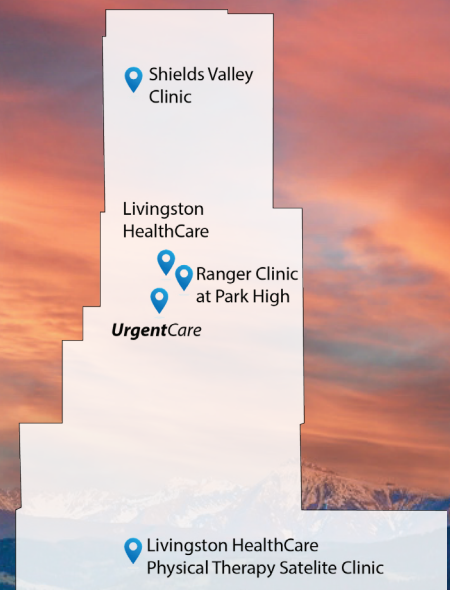 Shields Valley
Clinic
Livingston
HealthCare
Ranger Clinic
at Park High
UrgentCare
Livingston HealthCare
Physical Therapy Satelite Clinic